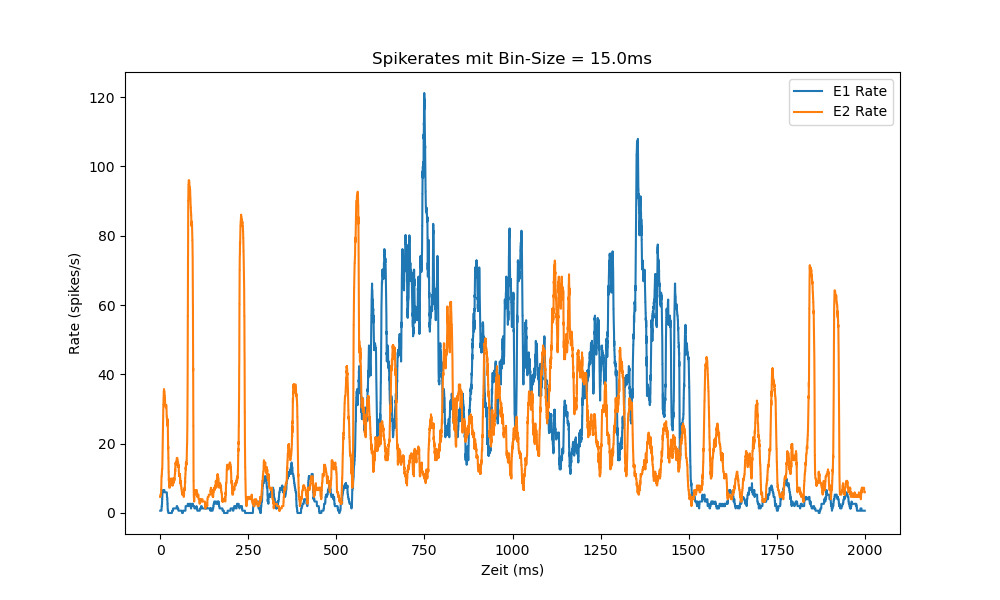 Spikerates mit Bin-Size = 15.0ms
E1 Rate
E2 Rate
Rate (spikes/s)
120
100
80
60
40
20
0
0 250 500 750 1000 1250 1500 1750 2000
Zeit (ms)